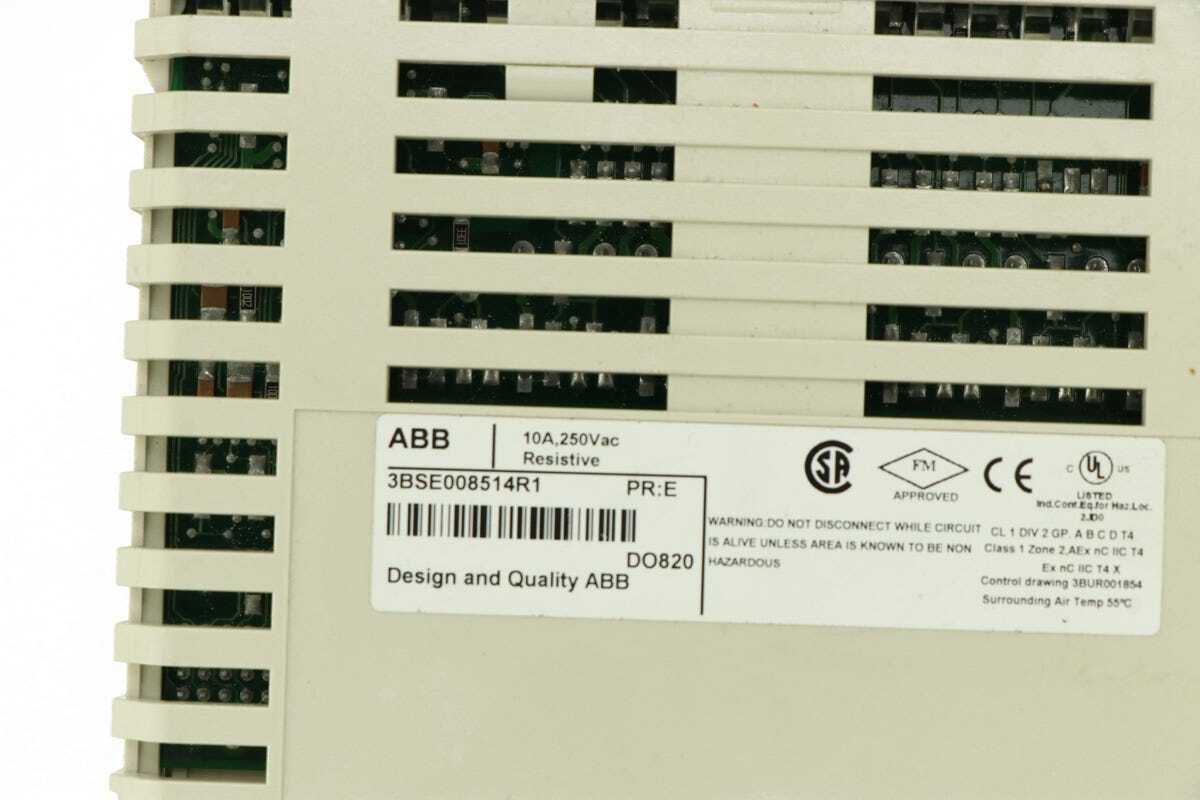 ABB
10A,250Vac
Resistive
3BSE008514R1
PR:E
DO820
Design and Quality ABB
WARNING:DO NOT DISCONNECT WHILE CIRCUIT
IS ALIVE UNLESS AREA IS KNOWN TO BE NON
HAZARDOUS
CSA
FM
APPROVED
CE
C UL US
LISTED
Ind.Cont.Eq.for Haz.Loc.
2JD0
CL 1 DIV 2 GP. A B C D T4
Class 1 Zone 2,AEx nC IIC T4
Ex nC IIC T4 X
Control drawing 3BUR001854
Surrounding Air Temp 55ºC